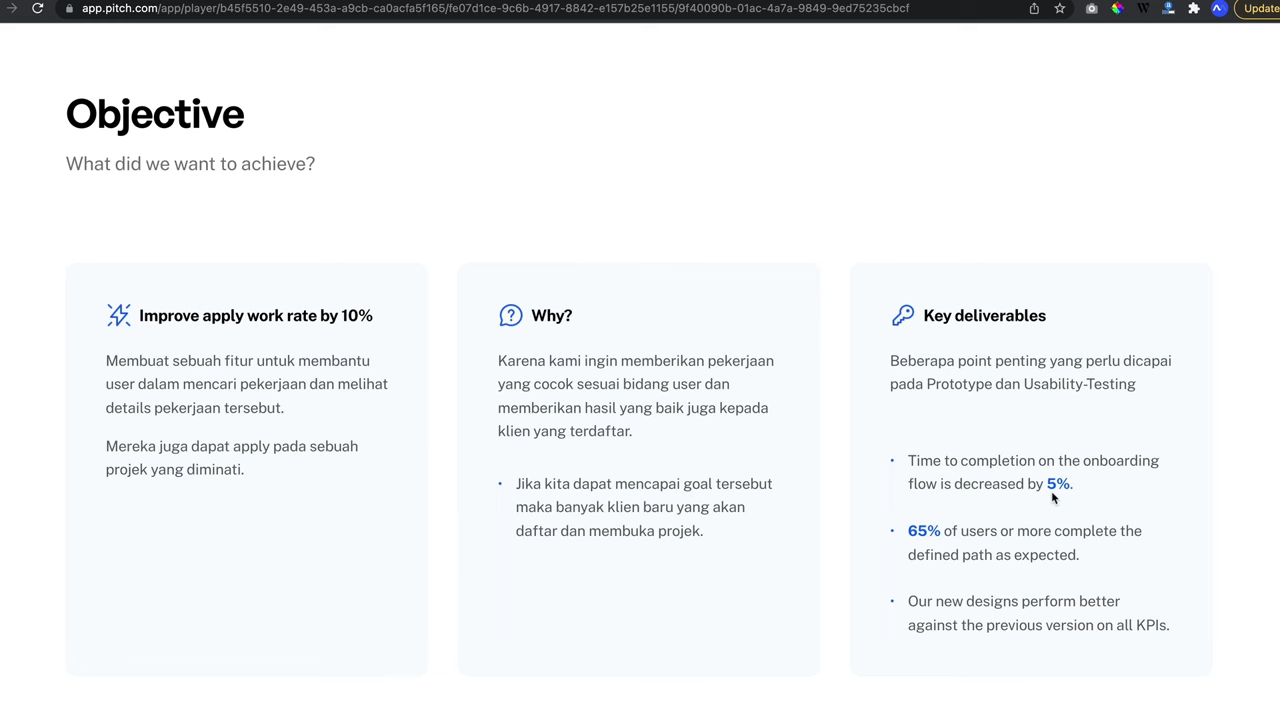 app.pitch.com/app/player/b45f5510-2e49-453a-a9cb-ca0acfa5f165/fe07d1ce-9c6b-4917-8842-e157b25e1155/9f40090b-01ac-4a7a-9849-9ed75235cbcf
Update
Objective
What did we want to achieve?
Improve apply work rate by 10%
Membuat sebuah fitur untuk membantu
user dalam mencari pekerjaan dan melihat
details pekerjaan tersebut.
Mereka juga dapat apply pada sebuah
projek yang diminati.
Why?
Karena kami ingin memberikan pekerjaan
yang cocok sesuai bidang user dan
memberikan hasil yang baik juga kepada
klien yang terdaftar.
• Jika kita dapat mencapai goal tersebut
maka banyak klien baru yang akan
daftar dan membuka projek.
Key deliverables
Beberapa point penting yang perlu dicapai
pada Prototype dan Usability-Testing
• Time to completion on the onboarding
flow is decreased by 5%.
• 65% of users or more complete the
defined path as expected.
• Our new designs perform better
against the previous version on all KPIs.